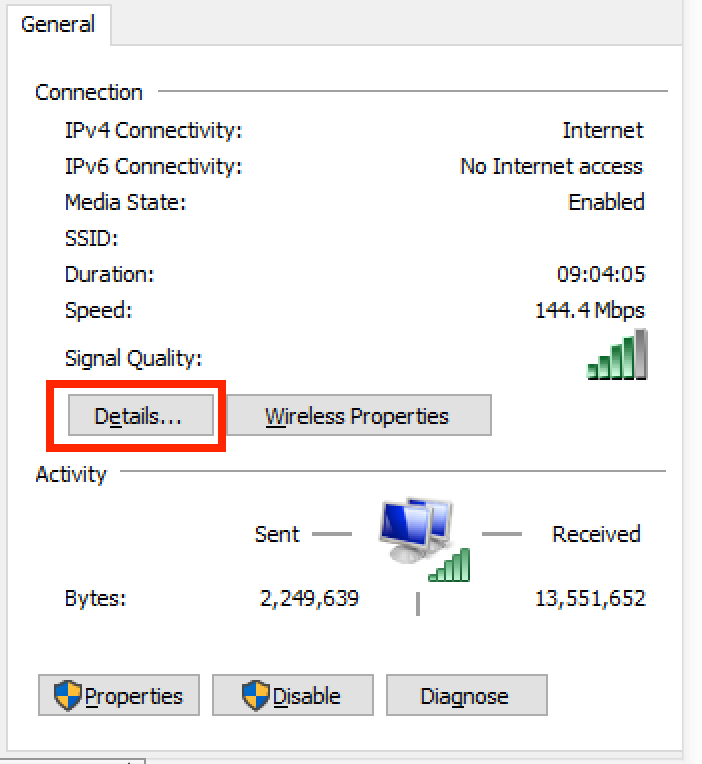 General
Connection
IPv4 Connectivity: Internet
IPv6 Connectivity: No Internet access
Media State: Enabled
SSID:
Duration: 09:04:05
Speed: 144.4 Mbps
Signal Quality:
Details... Wireless Properties
Activity
Sent Received
Bytes: 2,249,639 13,551,652
Properties Disable Diagnose